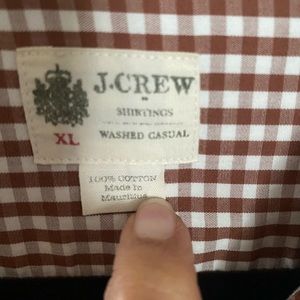 J.CREW
SHIRTINGS
XL
WASHED CASUAL
100% COTTON
Made in
Mauritius